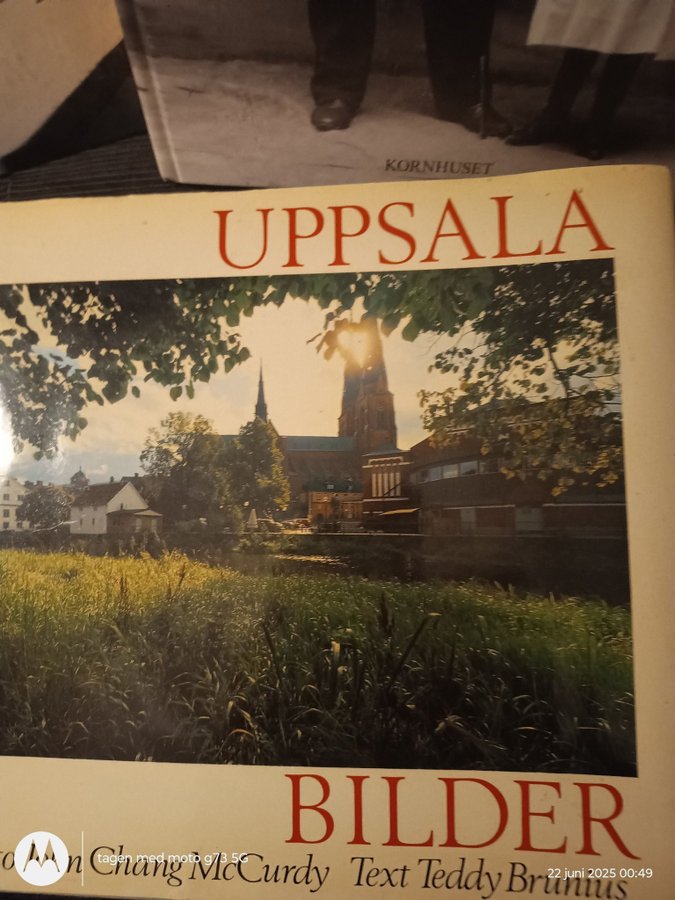 KORNHUSET
UPPSALA
BILDER
Chang McCurdy Text Teddy Brunius
tagen med moto g73 5G
22 juni 2025 00:49